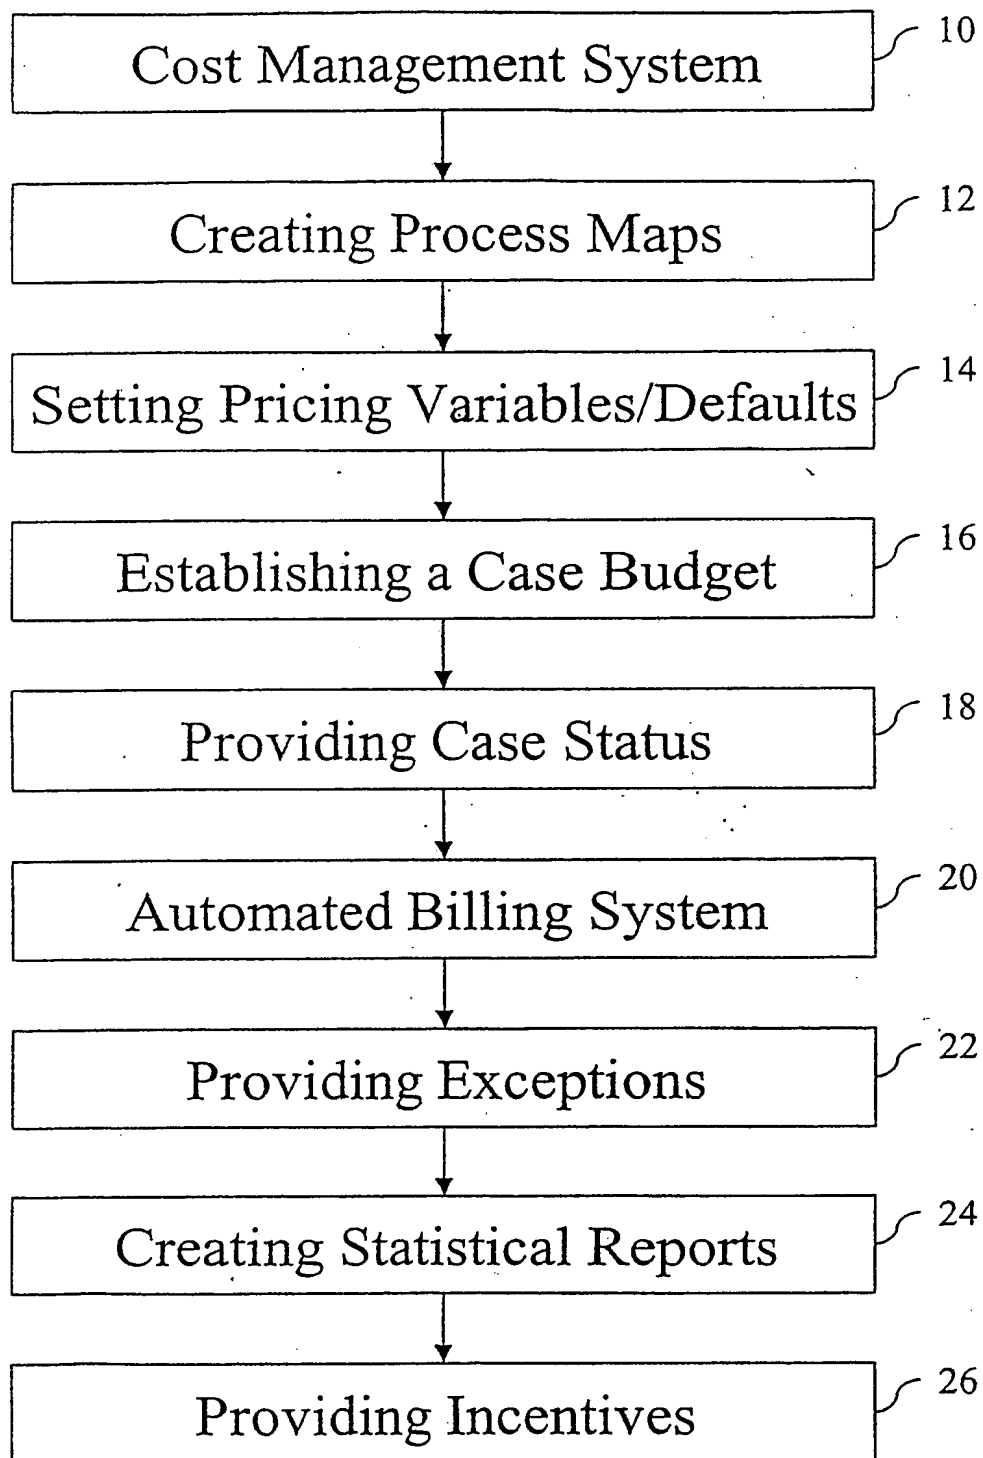 Cost Management System
10
Creating Process Maps
12
Setting Pricing Variables/Defaults
14
Establishing a Case Budget
16
Providing Case Status
18
Automated Billing System
20
Providing Exceptions
22
Creating Statistical Reports
24
Providing Incentives
26